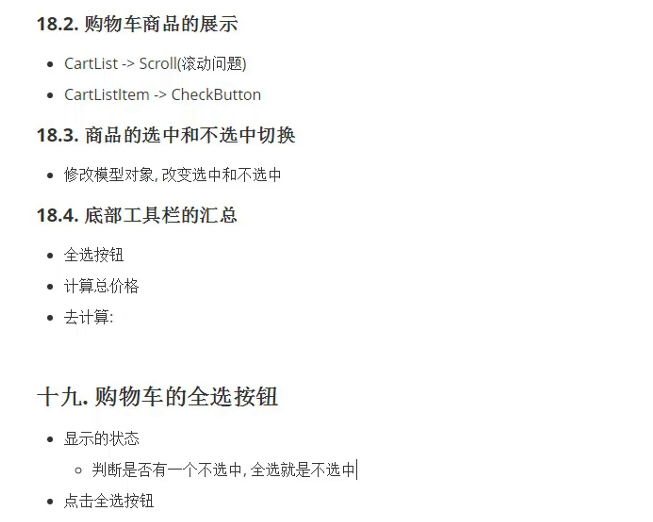 18.2. 购物车商品的展示
CartList -> Scroll(滚动问题)
CartListItem -> CheckButton
18.3. 商品的选中和不选中切换
修改模型对象, 改变选中和不选中
18.4. 底部工具栏的汇总
全选按钮
计算总价格
去计算:
十九. 购物车的全选按钮
显示的状态
判断是否有一个不选中, 全选就是不选中
点击全选按钮